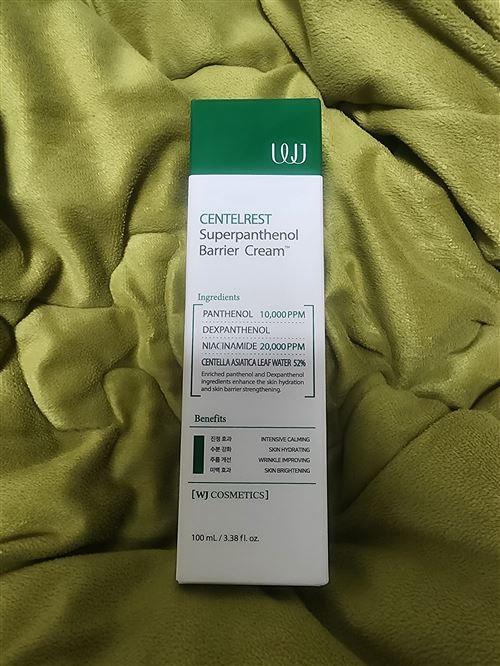 WJ
CENTELREST
Superpanthenol
Barrier Cream™
Ingredients
PANTHENOL 10,000 PPM
DEXPANTHENOL
NIACINAMIDE 20,000 PPM
CENTELLA ASIATICA LEAF WATER 52%
Enriched panthenol and Dexpanthenol
ingredients enhance the skin hydration
and skin barrier strengthening.
Benefits
진정 효과 INTENSIVE CALMING
수분 강화 SKIN HYDRATING
주름 개선 WRINKLE IMPROVING
미백 효과 SKIN BRIGHTENING
[WJ COSMETICS]
100 mL / 3.38 fl. oz.